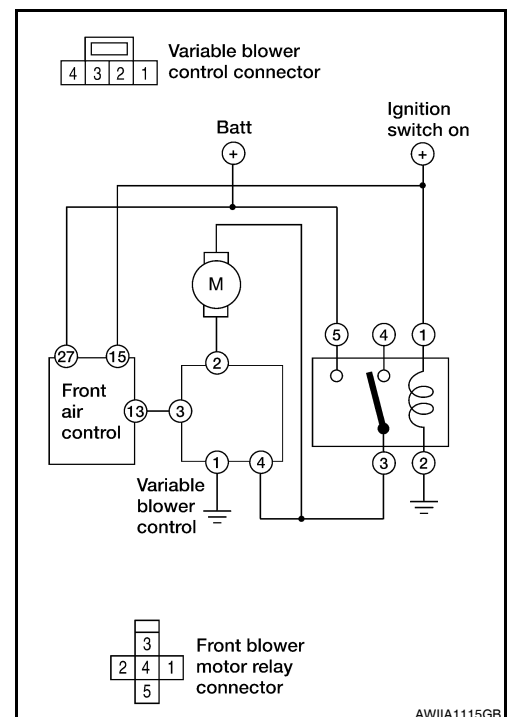 Variable blower
control connector
4 3 2 1
Ignition
switch on
Batt
+
+
M
5 4 1
27 15
2
Front
air
control
13
3
1 4
3 2
Variable
blower
control
3
2 4 1
5
Front blower
motor relay
connector
AWIIA1115GB